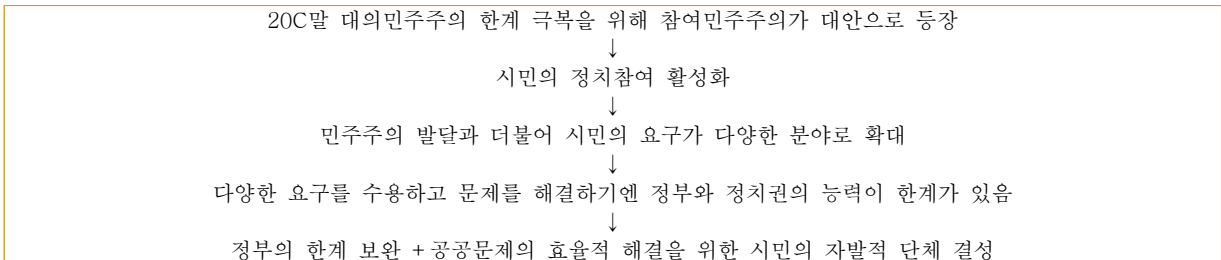 20C말 대의민주주의 한계 극복을 위해 참여민주주의가 대안으로 등장
↓
시민의 정치참여 활성화
↓
민주주의 발달과 더불어 시민의 요구가 다양한 분야로 확대
↓
다양한 요구를 수용하고 문제를 해결하기엔 정부와 정치권의 능력이 한계가 있음
↓
정부의 한계 보완 + 공공문제의 효율적 해결을 위한 시민의 자발적 단체 결성